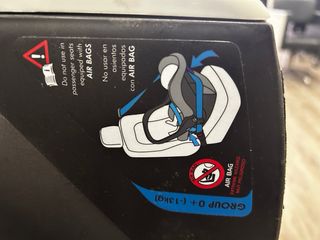 Do not use in
passenger seats
equipped with
AIR BAGS
No usar en
asientos
equipados
con AIR BAG
AIR BAG
GROUP 0 + (-13kg)